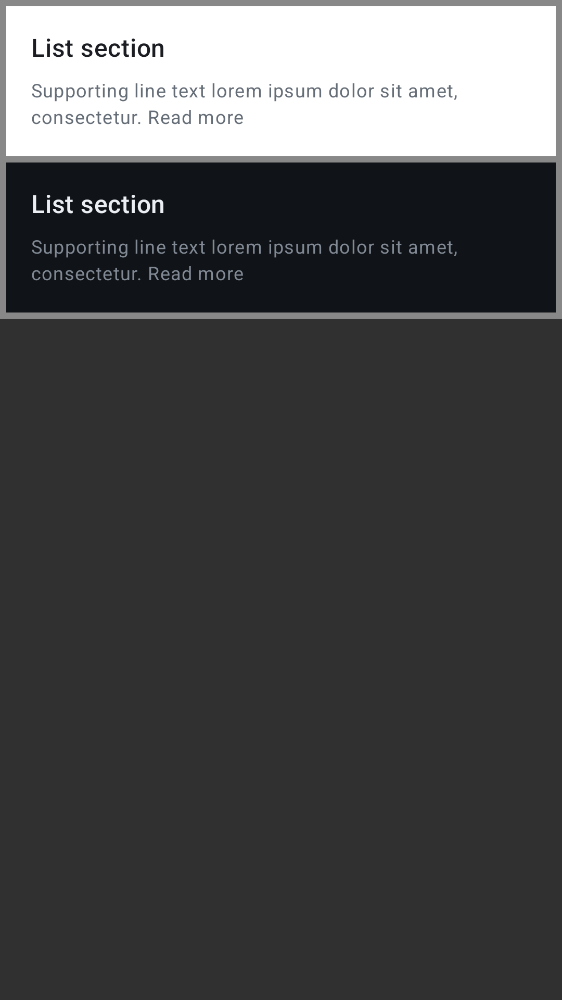 List section
Supporting line text lorem ipsum dolor sit amet,
consectetur. Read more
List section
Supporting line text lorem ipsum dolor sit amet,
consectetur. Read more